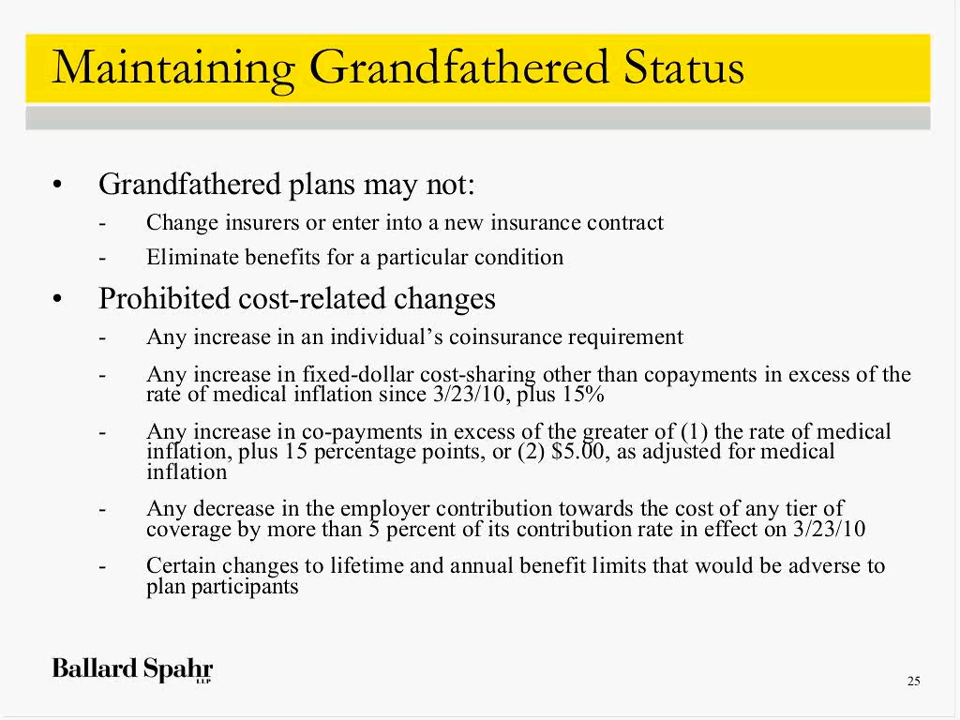 Maintaining Grandfathered Status
• Grandfathered plans may not:
- Change insurers or enter into a new insurance contract
- Eliminate benefits for a particular condition
• Prohibited cost-related changes
- Any increase in an individual’s coinsurance requirement
- Any increase in fixed-dollar cost-sharing other than copayments in excess of the
rate of medical inflation since 3/23/10, plus 15%
- Any increase in co-payments in excess of the greater of (1) the rate of medical
inflation, plus 15 percentage points, or (2) $5.00, as adjusted for medical
inflation
- Any decrease in the employer contribution towards the cost of any tier of
coverage by more than 5 percent of its contribution rate in effect on 3/23/10
- Certain changes to lifetime and annual benefit limits that would be adverse to
plan participants
Ballard Spahr
LLP
25